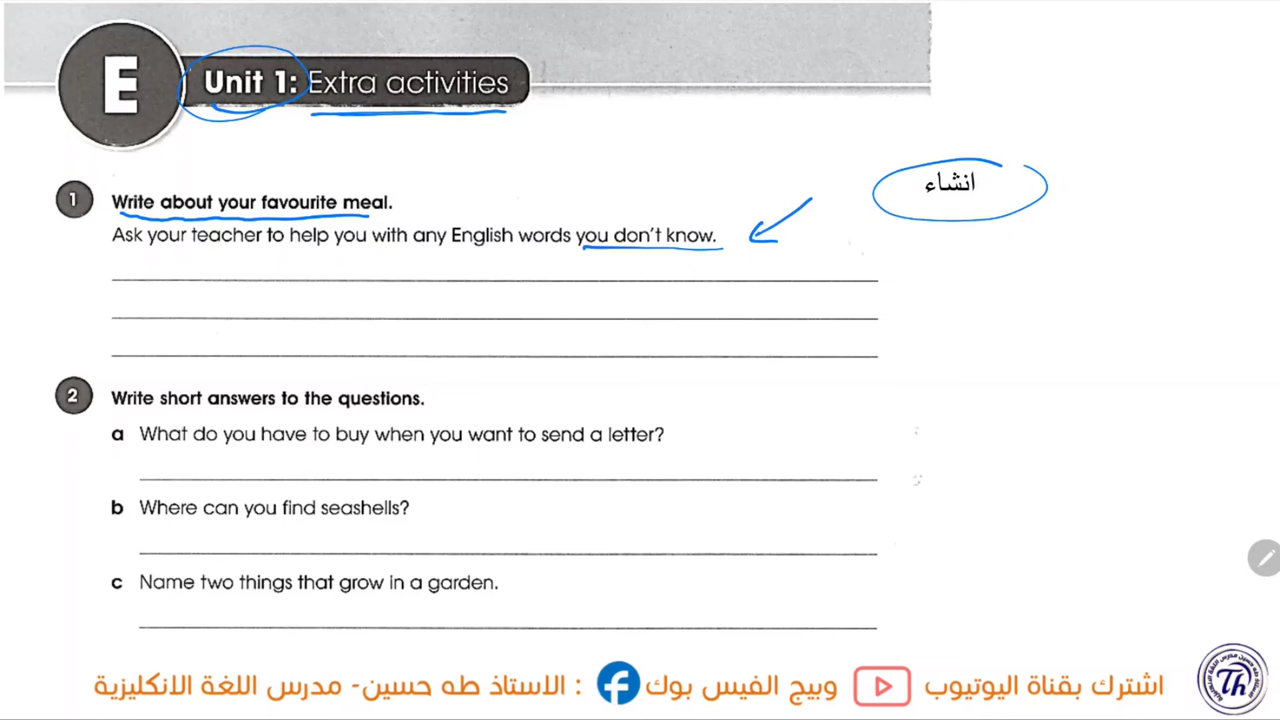 E
Unit 1: Extra activities
انشاء
1 Write about your favourite meal.
Ask your teacher to help you with any English words you don't know.
2 Write short answers to the questions.
a What do you have to buy when you want to send a letter?
b Where can you find seashells?
c Name two things that grow in a garden.
اشترك بقناة اليوتيوب وبيج الفيس بوك : الاستاذ طه حسين- مدرس اللغة الانكليزية
Th